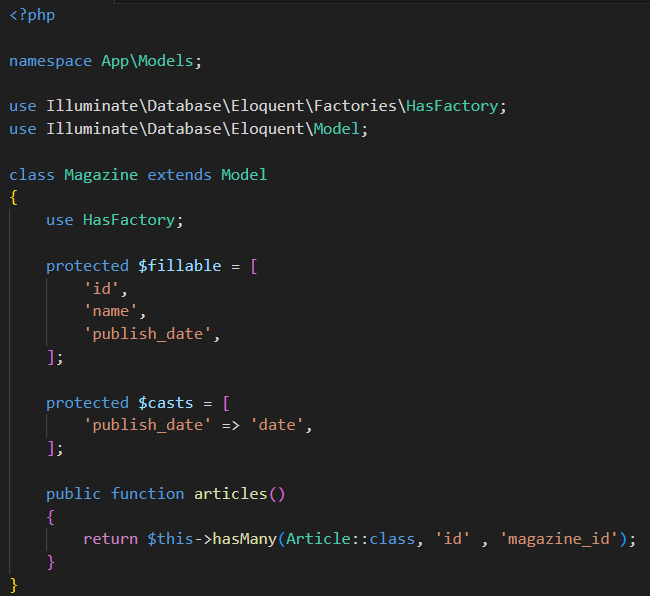 <?php
namespace App\Models;
use Illuminate\Database\Eloquent\Factories\HasFactory;
use Illuminate\Database\Eloquent\Model;
class Magazine extends Model
{
    use HasFactory;
    protected $fillable = [
        'id',
        'name',
        'publish_date',
    ];
    protected $casts = [
        'publish_date' => 'date',
    ];
    public function articles()
    {
        return $this->hasMany(Article::class, 'id' , 'magazine_id');
    }
}